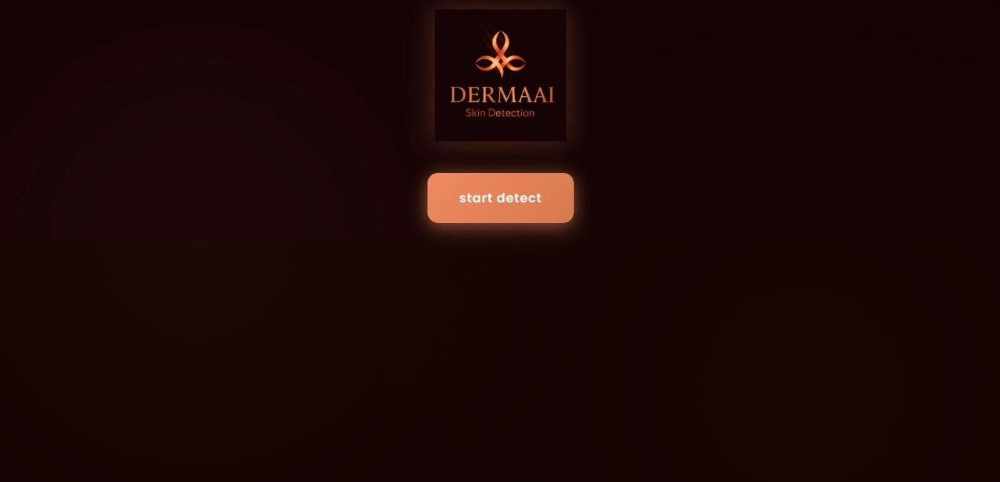 DERMAAI
Skin Detection
start detect